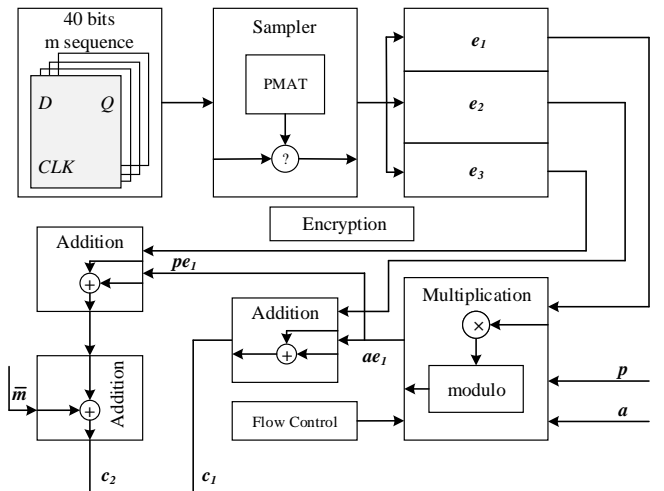 40 bits
m sequence
D Q
CLK
Sampler
PMAT
?
e1
e2
e3
Encryption
Addition
+
pe1
Addition
+
ae1
Multiplication
×
modulo
p
a
m̅
+
Addition
Flow Control
c2
c1